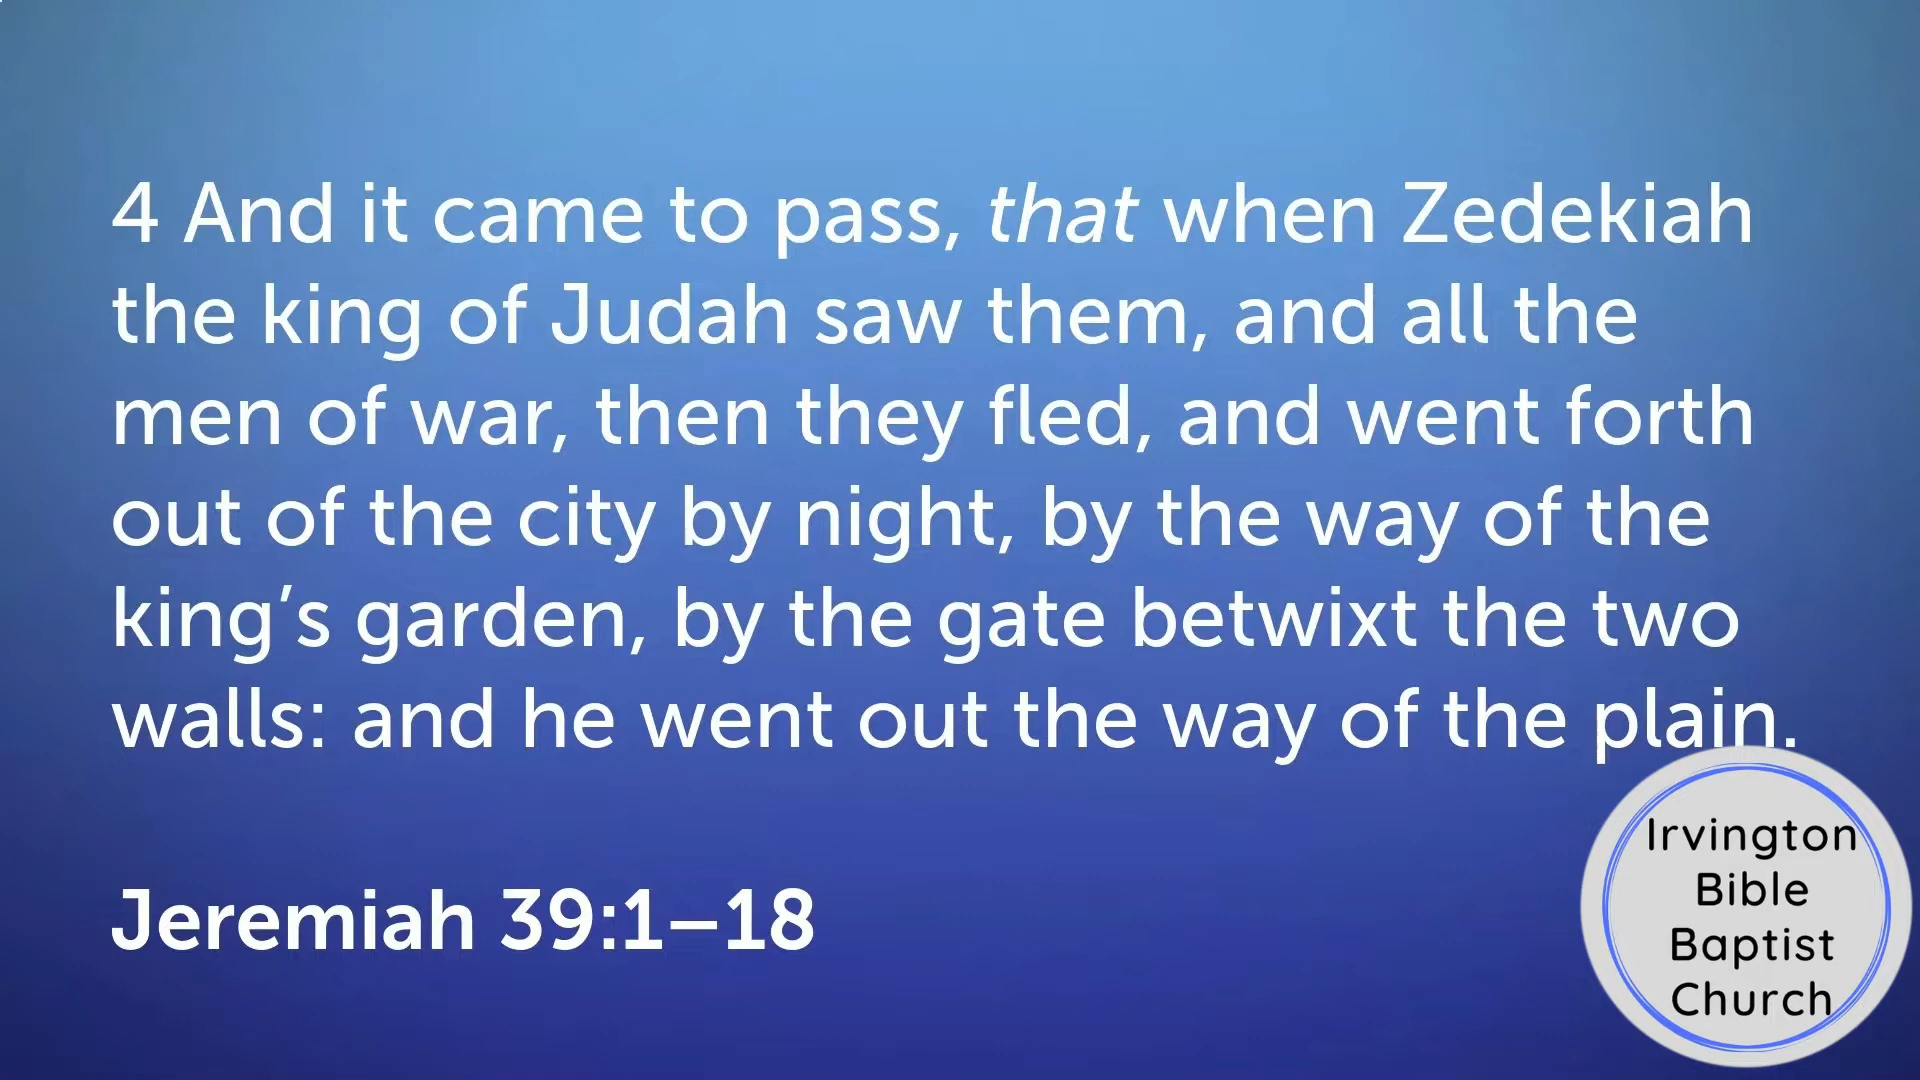 4 And it came to pass, that when Zedekiah
the king of Judah saw them, and all the
men of war, then they fled, and went forth
out of the city by night, by the way of the
king’s garden, by the gate betwixt the two
walls: and he went out the way of the plain.
Jeremiah 39:1–18
Irvington
Bible
Baptist
Church